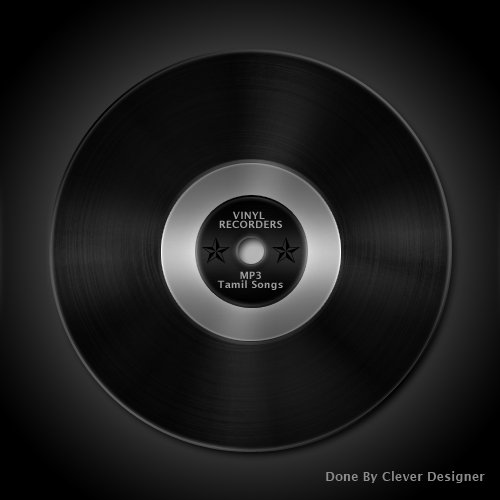 VINYL
RECORDERS
MP3
Tamil Songs
Done By Clever Designer